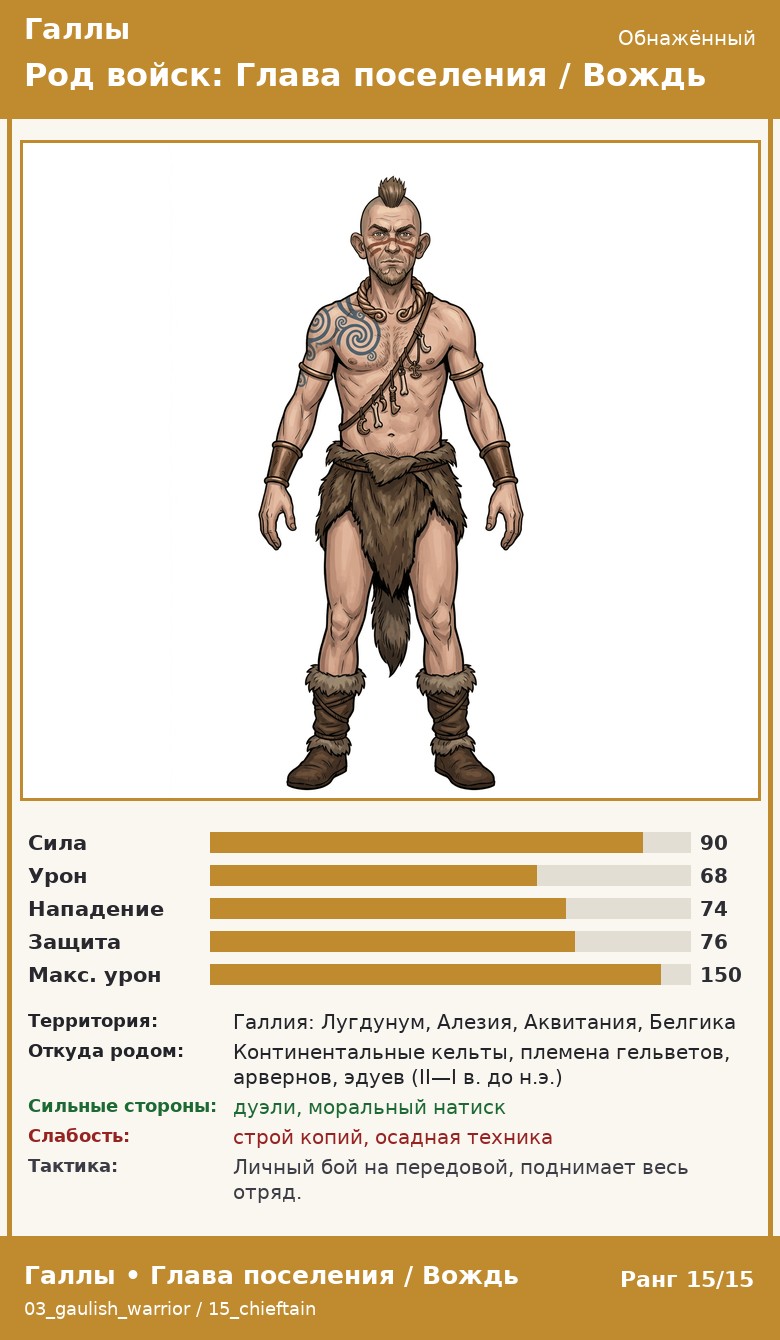 Галлы
Обнажённый
Род войск: Глава поселения / Вождь
Сила 90
Урон 68
Нападение 74
Защита 76
Макс. урон 150
Территория: Галлия: Лугдунум, Алезия, Аквитания, Белгика
Откуда родом: Континентальные кельты, племена гельветов,
арвернов, эдуев (II—I в. до н.э.)
Сильные стороны: дуэли, моральный натиск
Слабость: строй копий, осадная техника
Тактика: Личный бой на передовой, поднимает весь
отряд.
Галлы • Глава поселения / Вождь
Ранг 15/15
03_gaulish_warrior / 15_chieftain